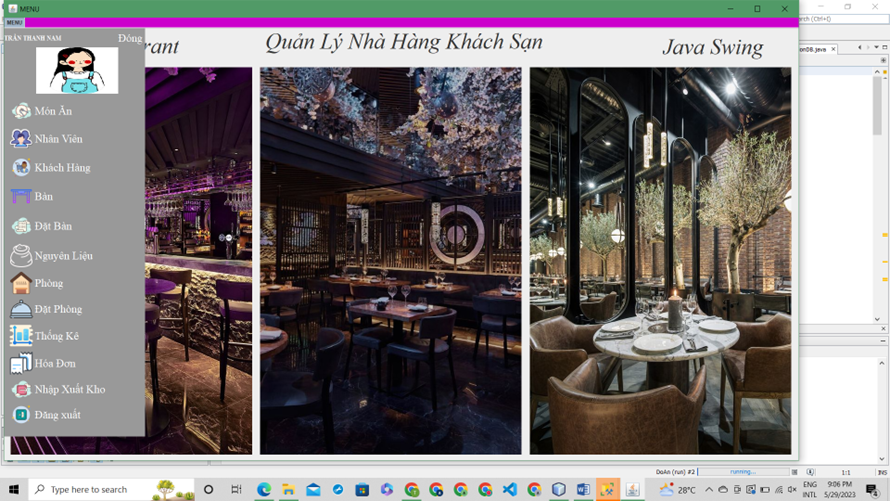 MENU
MENU
TRẦN THANH NAM
Đóng
rant
Quản Lý Nhà Hàng Khách Sạn
Java Swing
Món Ăn
Nhân Viên
Khách Hàng
Bàn
Đặt Bàn
Nguyên Liệu
Phòng
Đặt Phòng
Thống Kê
Hóa Đơn
Nhập Xuất Kho
Đăng xuất
earch (Ctrl+I)
onDB.java
DoAn (run) #2
running...
1:1
INS
Type here to search
28°C
INTL
9:06 PM
5/29/2023